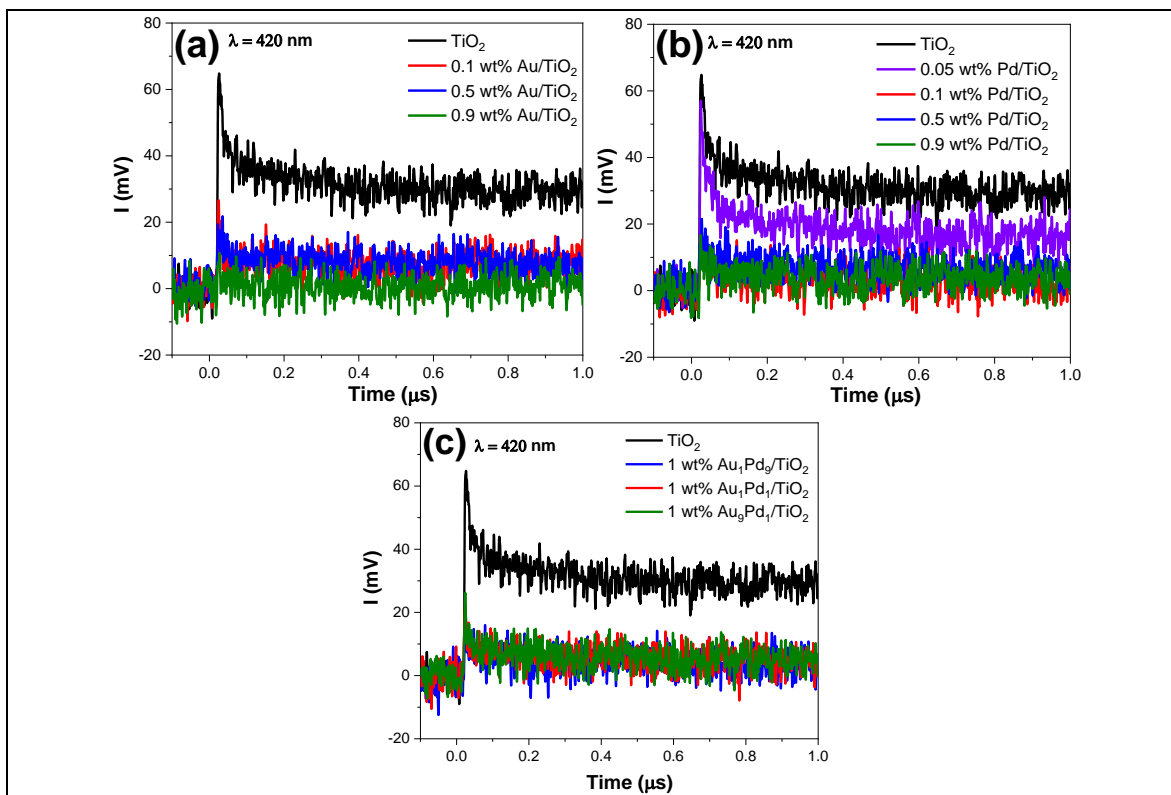 (a)
λ = 420 nm
TiO₂
0.1 wt% Au/TiO₂
0.5 wt% Au/TiO₂
0.9 wt% Au/TiO₂
80
60
40
20
0
-20
I (mV)
0.0 0.2 0.4 0.6 0.8 1.0
Time (μs)
(b)
λ = 420 nm
TiO₂
0.05 wt% Pd/TiO₂
0.1 wt% Pd/TiO₂
0.5 wt% Pd/TiO₂
0.9 wt% Pd/TiO₂
80
60
40
20
0
-20
I (mV)
0.0 0.2 0.4 0.6 0.8 1.0
Time (μs)
(c)
λ = 420 nm
TiO₂
1 wt% Au₁Pd₉/TiO₂
1 wt% Au₁Pd₁/TiO₂
1 wt% Au₉Pd₁/TiO₂
80
60
40
20
0
-20
I (mV)
0.0 0.2 0.4 0.6 0.8 1.0
Time (μs)